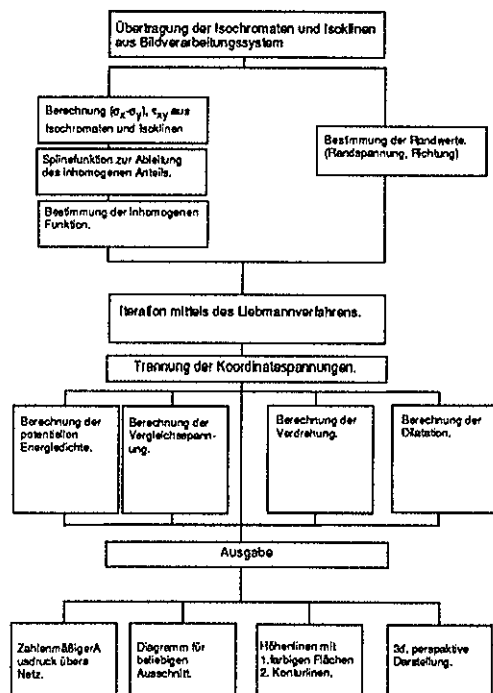 Übertragung der Isochromaten und Isoklinen
aus Bildverarbeitungssystem
Berechnung (σx-σy), τxy aus
Isochromaten und Isoklinen
Splinefunktion zur Ableitung
des inhomogenen Anteils.
Bestimmung der inhomogenen
Funktion.
Bestimmung der Randwerte.
(Randspannung, Richtung)
Iteration mittels des Liebmannverfahrens.
Trennung der Koordinatespannungen.
Berechnung der
potentiellen
Energiedichte.
Berechnung der
Vergleichsspann-
ung.
Berechnung der
Verdrehung.
Berechnung der
Dilatation.
Ausgabe
ZahlenmäßigerA
usdruck übers
Netz.
Diagramm für
beliebigen
Ausschnitt.
Höhenlinen mit
1.farbigen Flächen
2. Konturlinen.
3d. perspaktive
Darstellung.